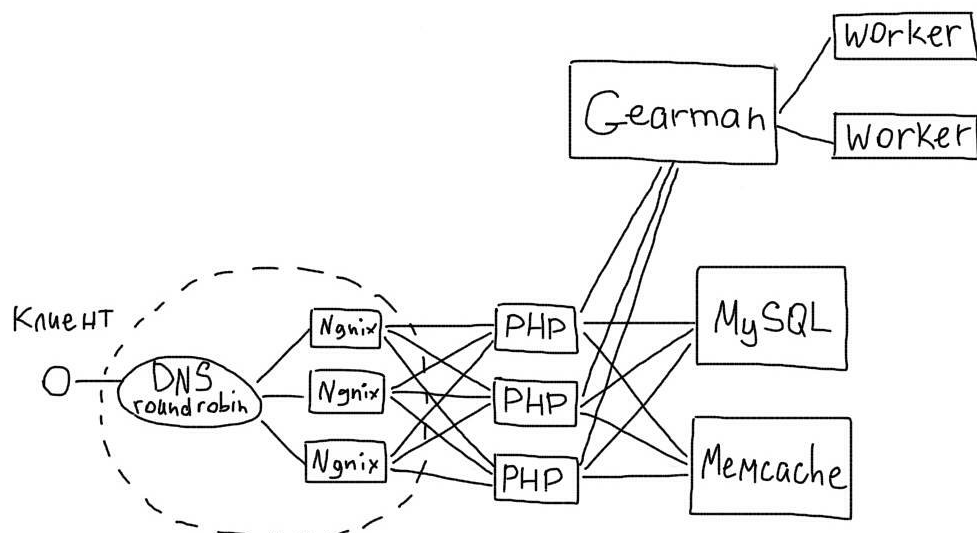 Worker
Gearman
Worker
Клиент
Ngnix
PHP
MySQL
DNS
roundrobin
Ngnix
PHP
Ngnix
PHP
Memcache